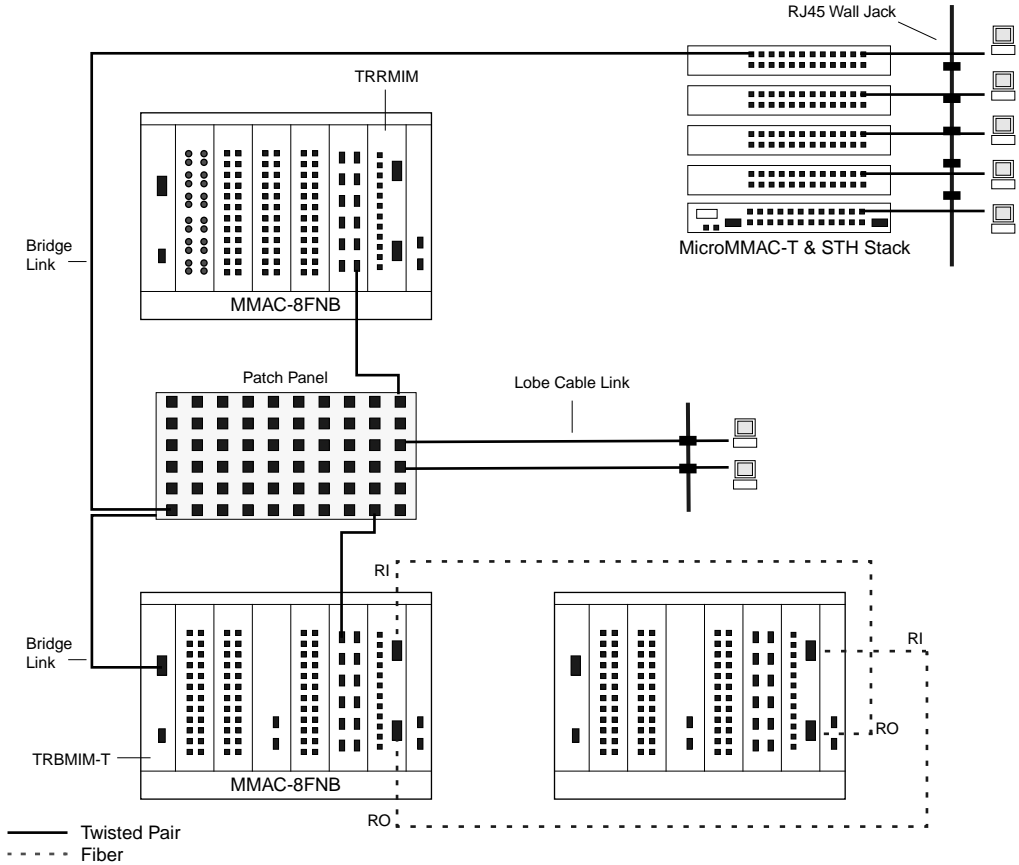 RJ45 Wall Jack
TRRMIM
Bridge
Link
MicroMMAC-T & STH Stack
MMAC-8FNB
Patch Panel
Lobe Cable Link
RI
Bridge
Link
RI
RO
TRBMIM-T
MMAC-8FNB
RO
Twisted Pair
Fiber